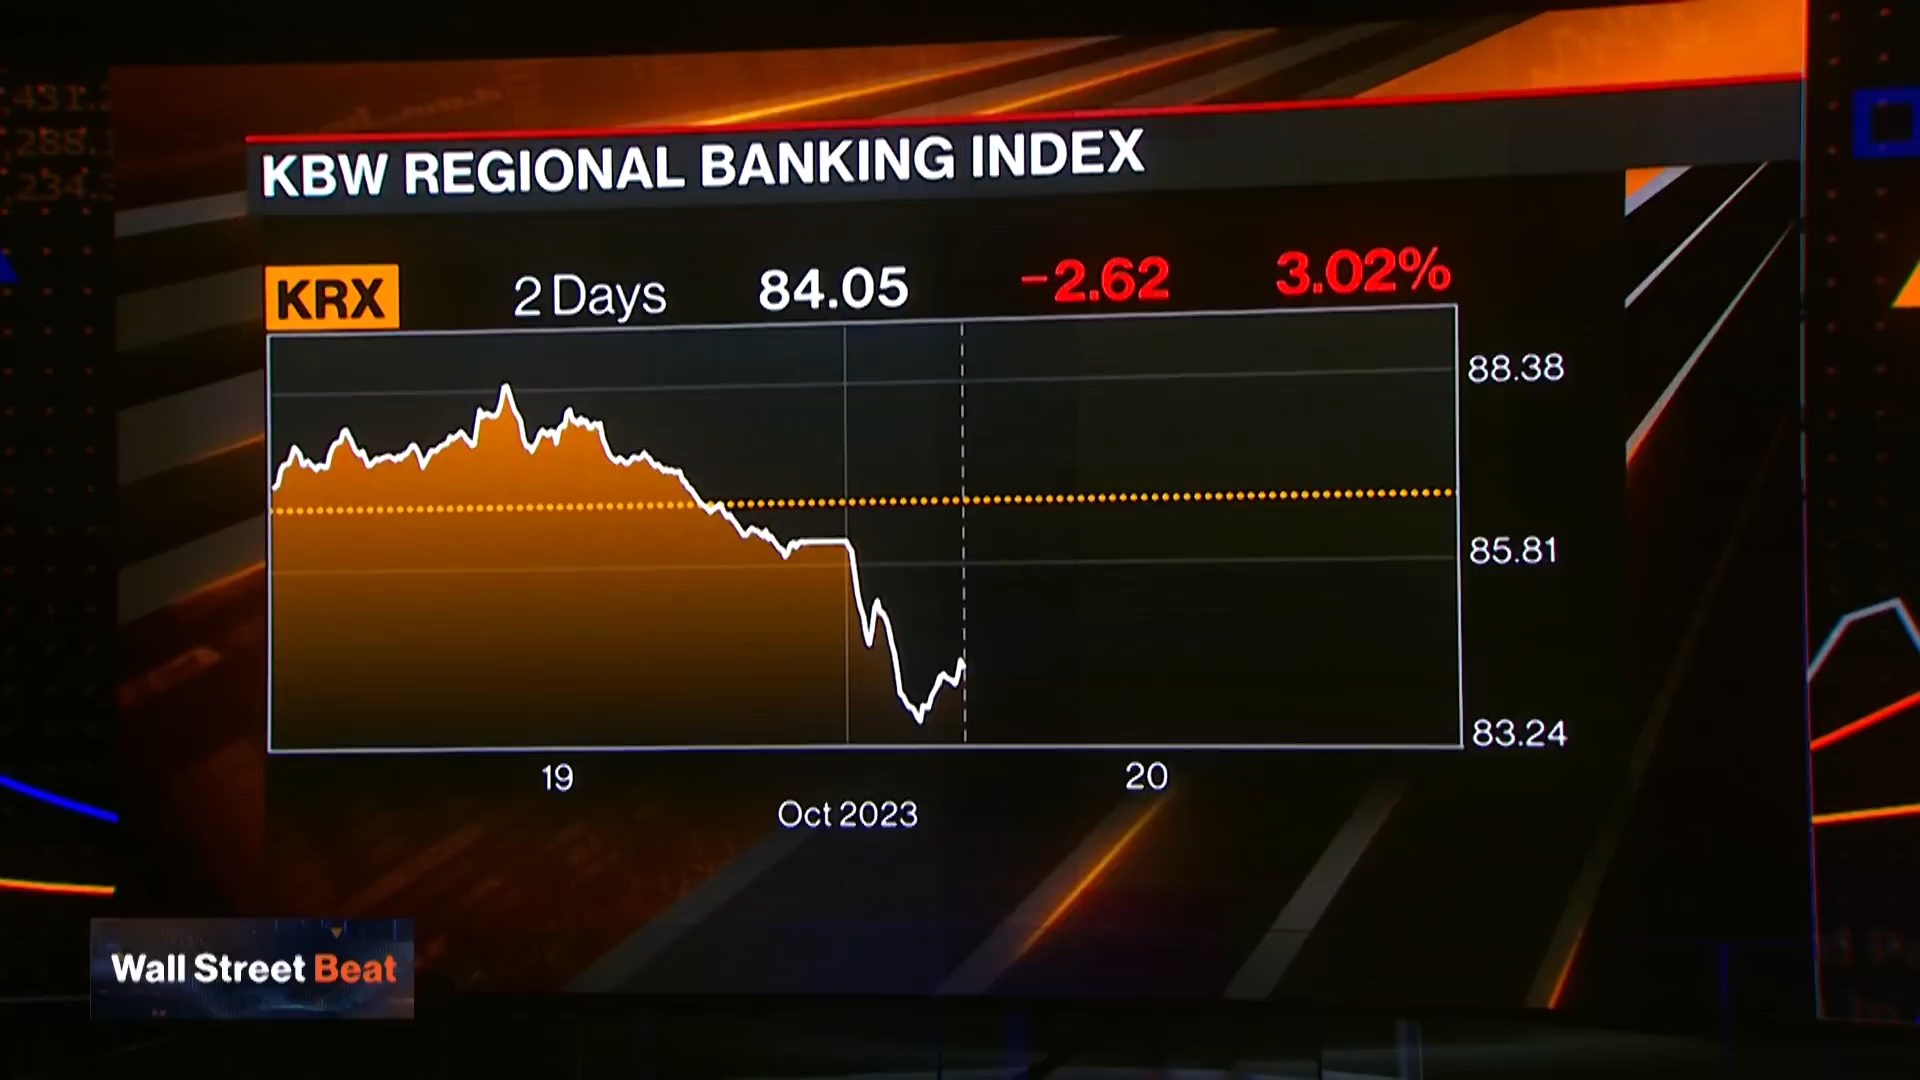 KBW REGIONAL BANKING INDEX
KRX 2 Days 84.05 -2.62 3.02%
88.38
85.81
83.24
19 20
Oct 2023
Wall Street Beat